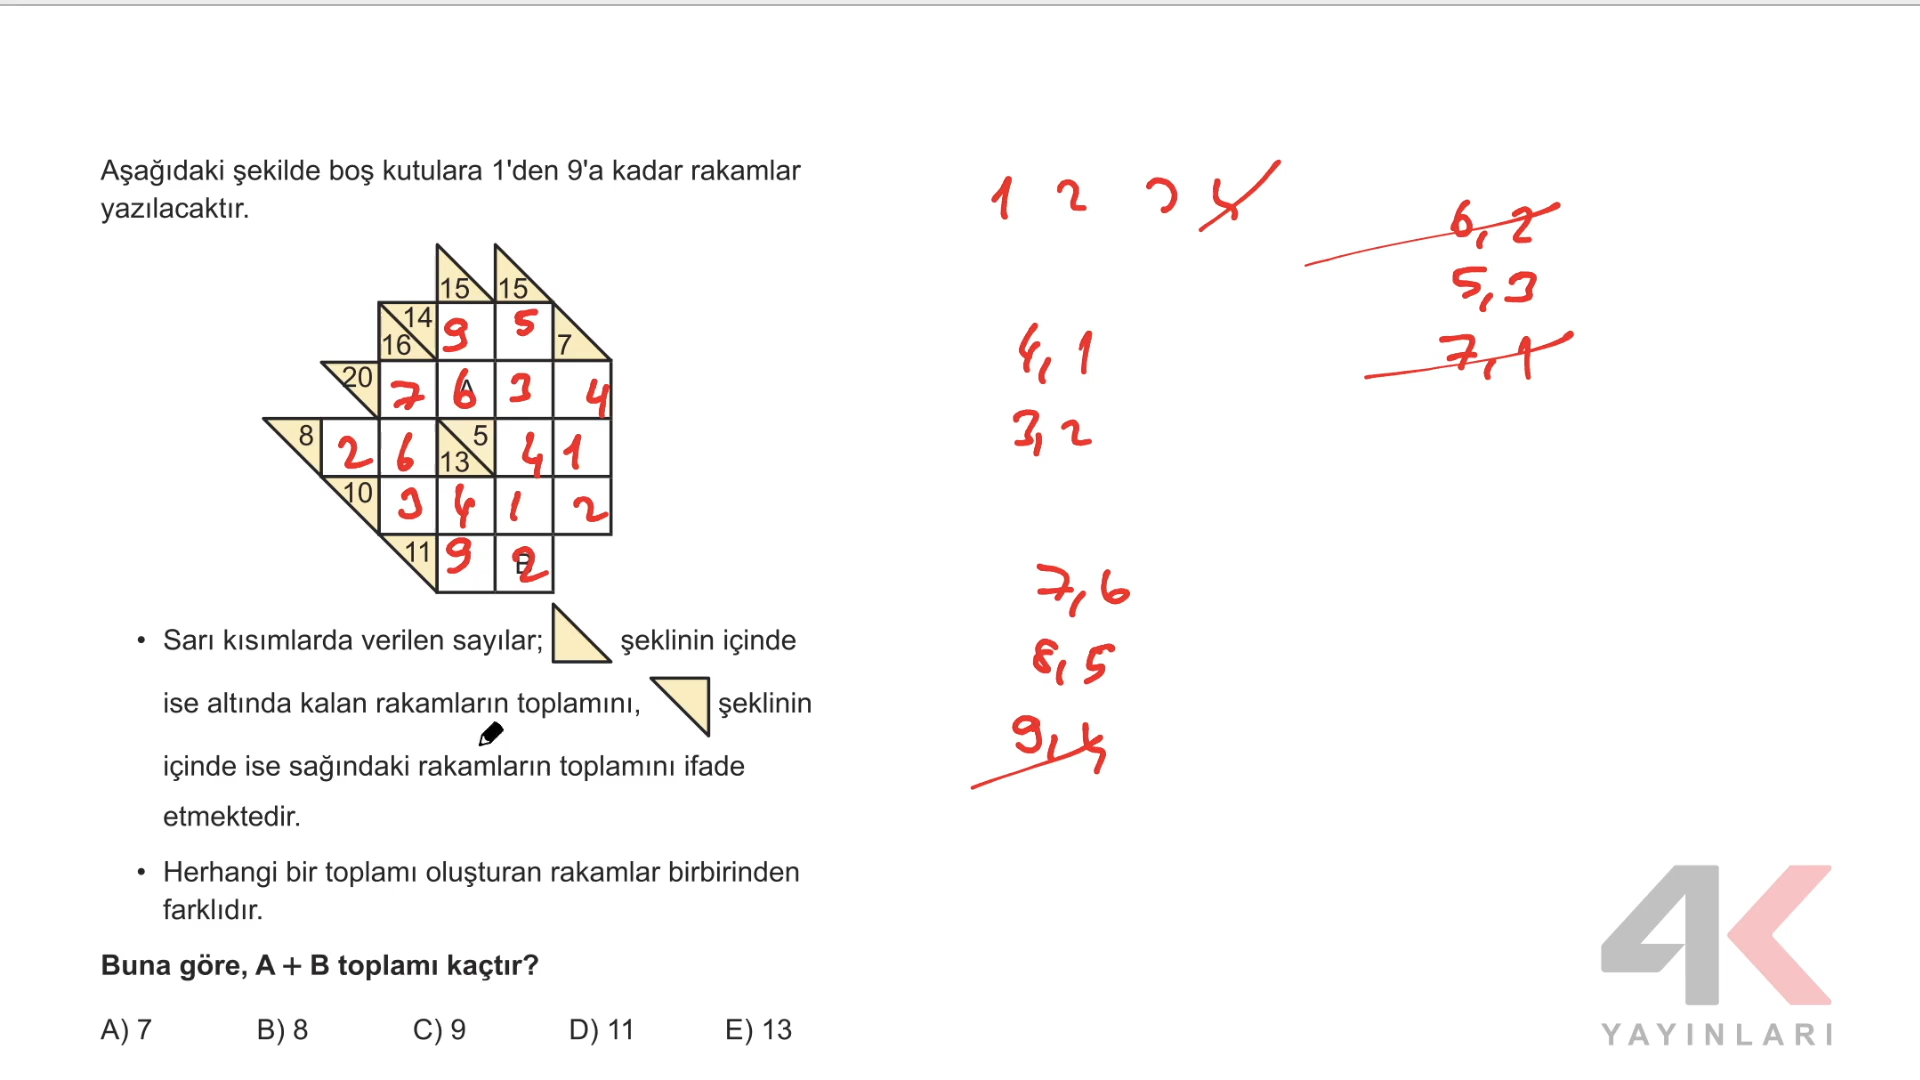 Aşağıdaki şekilde boş kutulara 1'den 9'a kadar rakamlar
yazılacaktır.
15 15
14 9 5
16 7
20 7 6 3 4
8 2 6 5 4 1
13
10 3 4 1 2
11 9 2
• Sarı kısımlarda verilen sayılar; şeklinin içinde
ise altında kalan rakamların toplamını, şeklinin
içinde ise sağındaki rakamların toplamını ifade
etmektedir.
• Herhangi bir toplamı oluşturan rakamlar birbirinden
farklıdır.
Buna göre, A + B toplamı kaçtır?
A) 7 B) 8 C) 9 D) 11 E) 13
1 2 3 4
4, 1
3, 2
7, 6
8, 5
9, 4
6, 2
5, 3
7, 1
4K
YAYINLARI